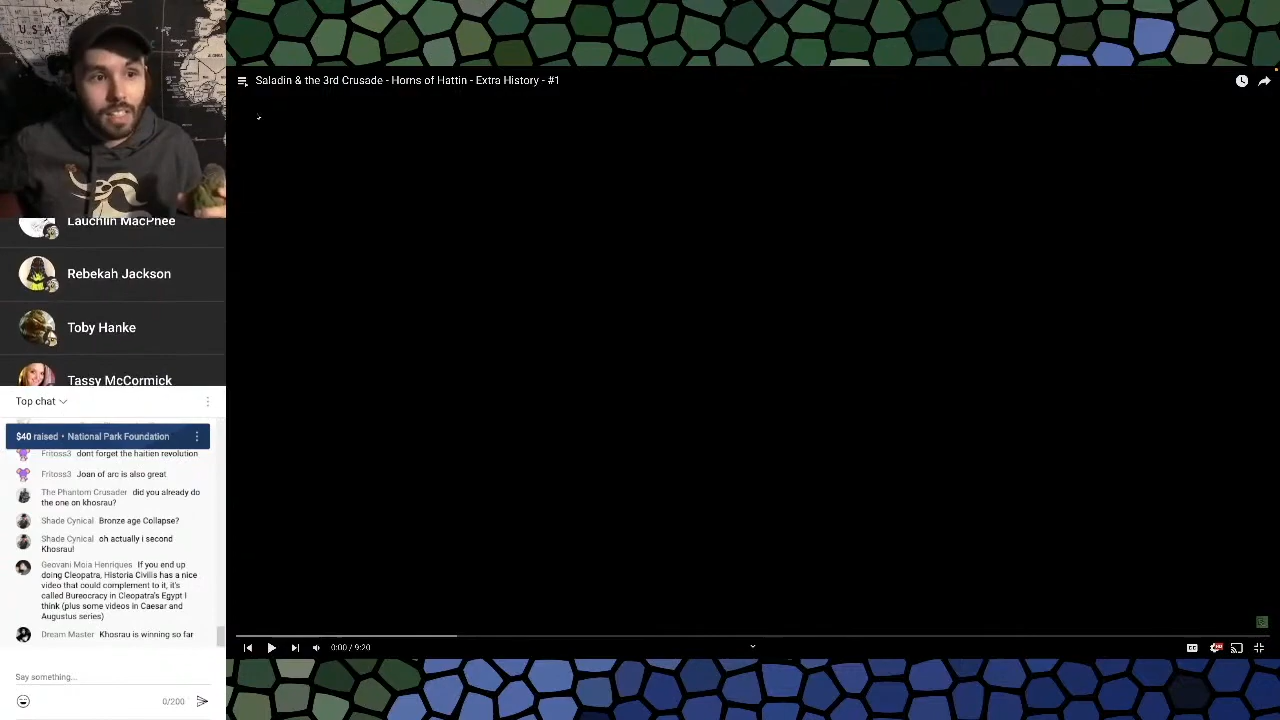 USA
Saladin & the 3rd Crusade - Horns of Hattin - Extra History - #1
Lauchlin MacPhee
Rebekah Jackson
Toby Hanke
Tassy McCormick
Top chat
$40 raised • National Park Foundation
Fritoss3 dont forget the haitien revolution
Fritoss3 Joan of arc is also great
The Phantom Crusader did you already do
the one on khosrau?
Shade Cynical Bronze age Collapse?
Shade Cynical oh actually i second
Khosrau!
Geovani Moia Henriques If you end up
doing Cleopatra, Historia Civilis has a nice
video that could complement to it, it's
called Bureocracy in Cleopatra's Egypt I
think (plus some videos in Caesar and
Augustus series)
Dream Master Khosrau is winning so far
Say something...
0/200
0:00 / 9:20
CC
HD